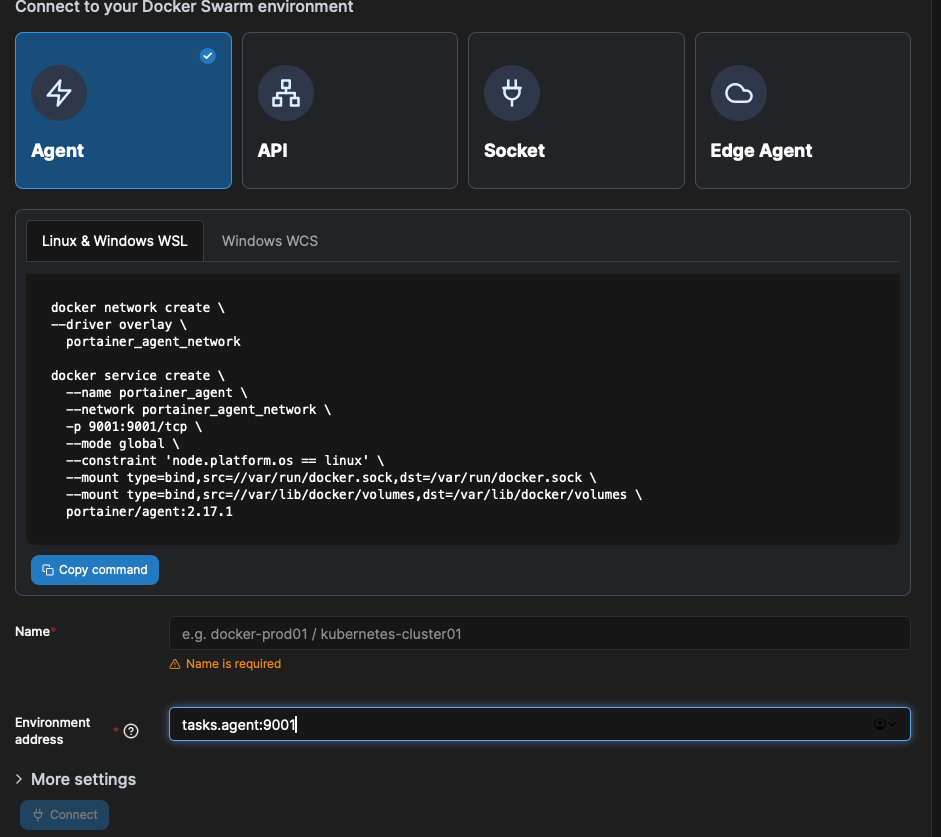 Connect to your Docker Swarm environment
Agent
API
Socket
Edge Agent
Linux & Windows WSL
Windows WCS
docker network create \
--driver overlay \
  portainer_agent_network
docker service create \
  --name portainer_agent \
  --network portainer_agent_network \
  -p 9001:9001/tcp \
  --mode global \
  --constraint 'node.platform.os == linux' \
  --mount type=bind,src=//var/run/docker.sock,dst=/var/run/docker.sock \
  --mount type=bind,src=//var/lib/docker/volumes,dst=/var/lib/docker/volumes \
  portainer/agent:2.17.1
Copy command
Name*
e.g. docker-prod01 / kubernetes-cluster01
Name is required
Environment
address
*
tasks.agent:9001
More settings
Connect